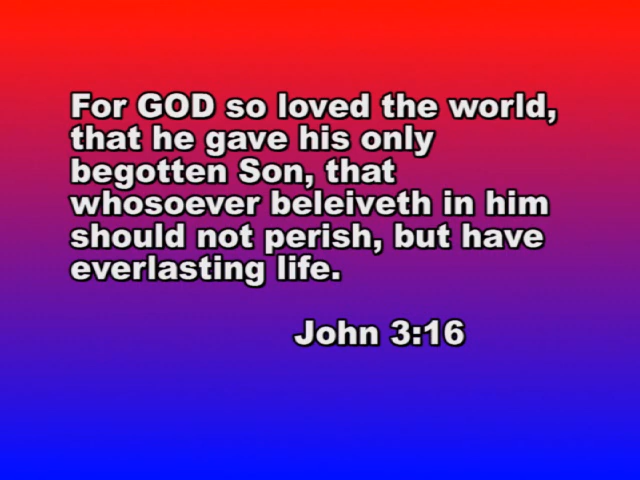 For GOD so loved the world,
that he gave his only
begotten Son, that
whosoever beleiveth in him
should not perish, but have
everlasting life.
John 3:16